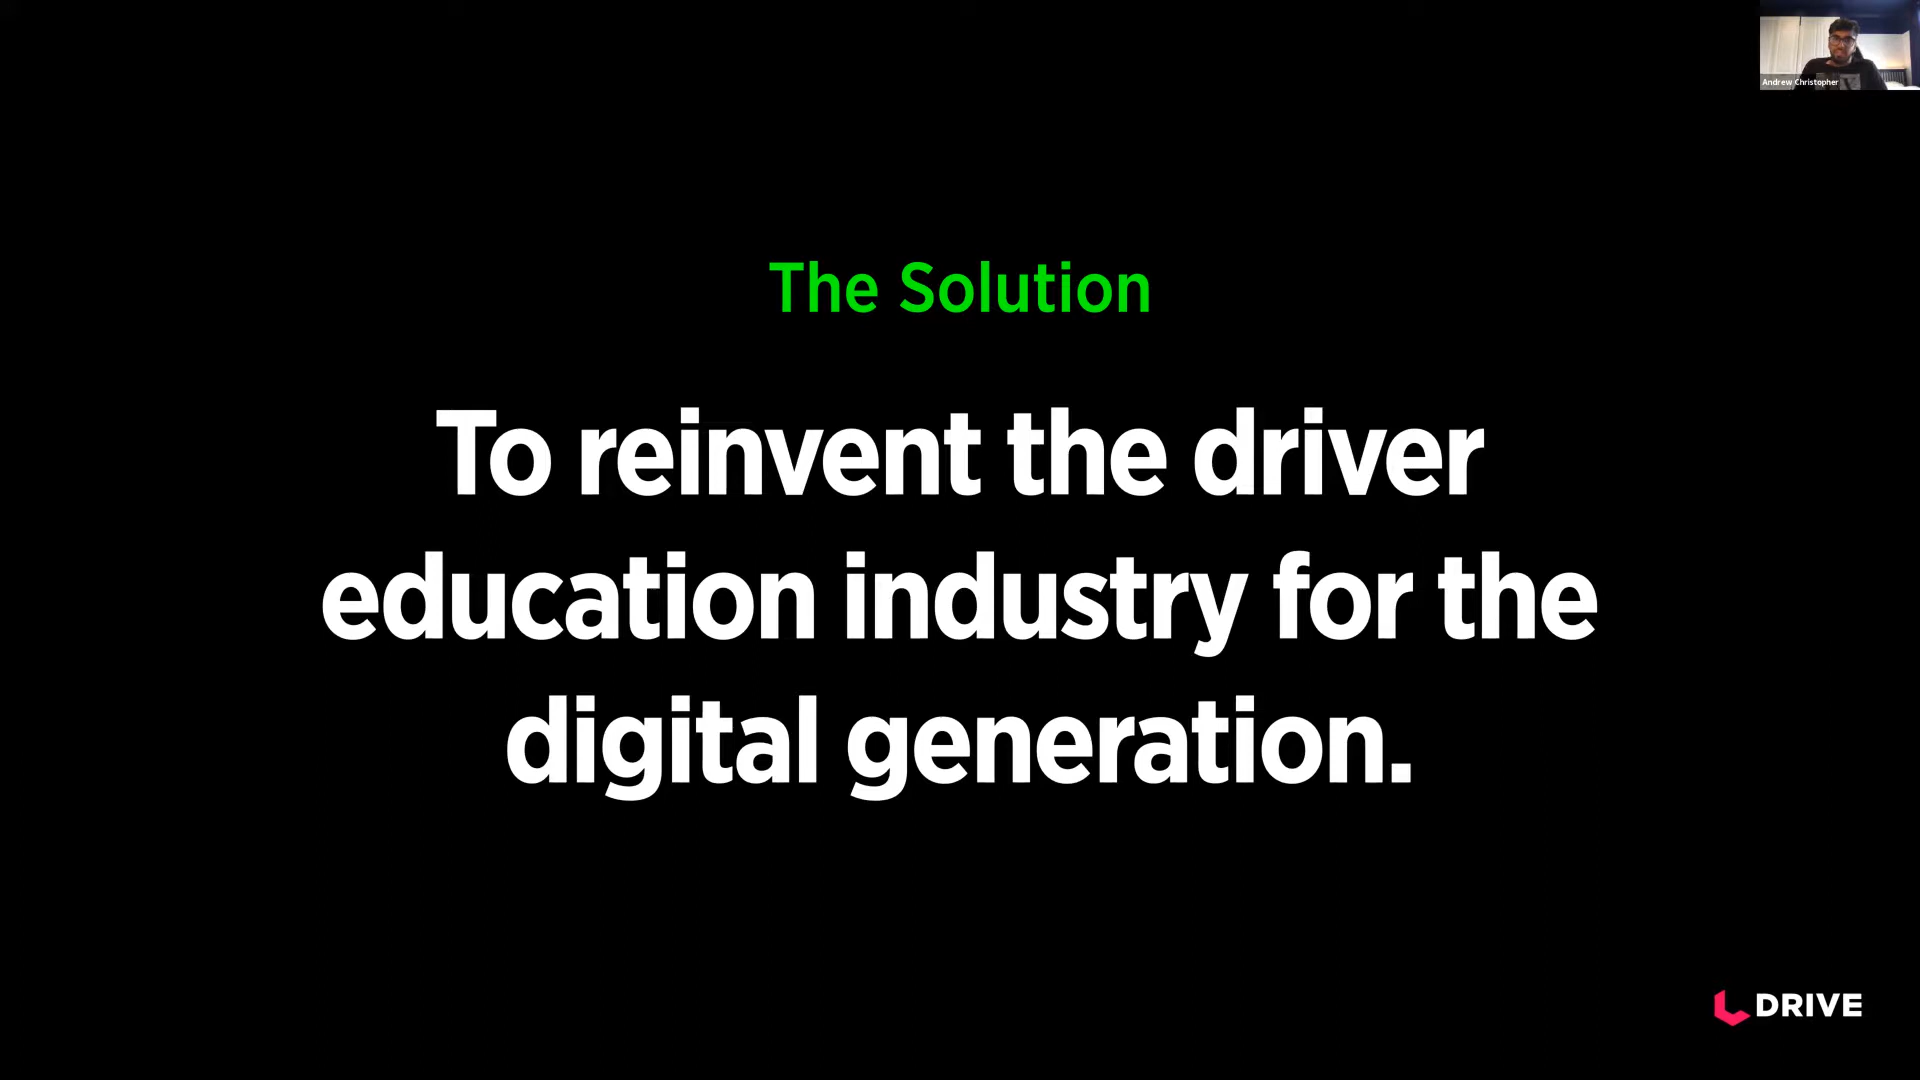 Andrew Christopher
The Solution
To reinvent the driver
education industry for the
digital generation.
DRIVE